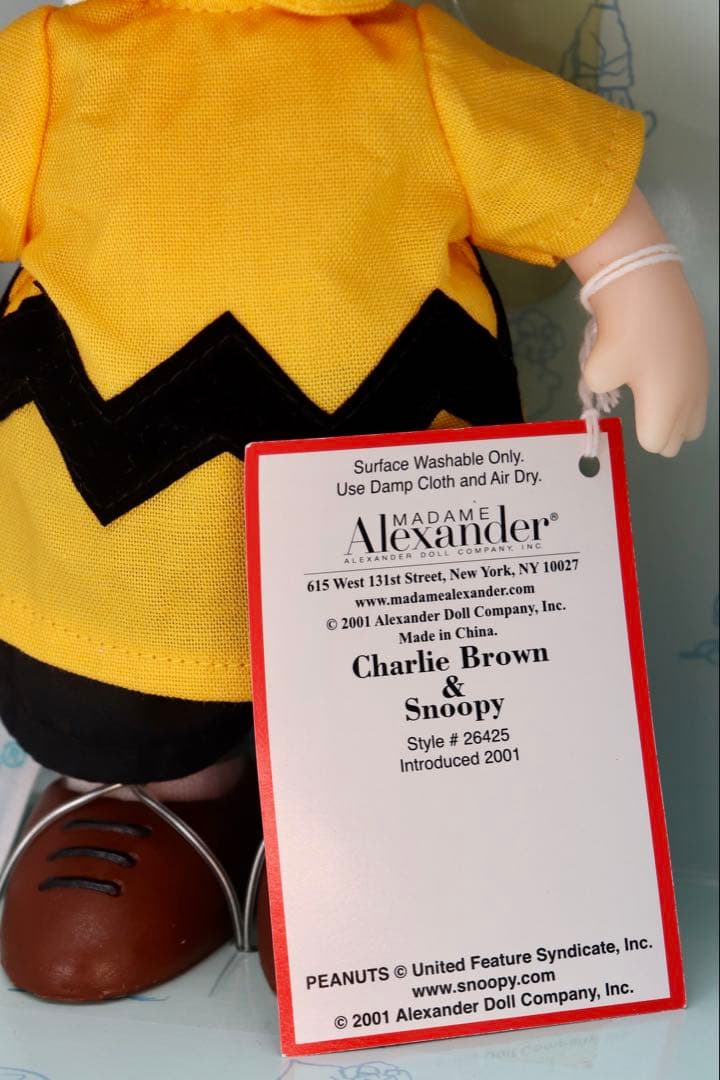 Surface Washable Only.
Use Damp Cloth and Air Dry.
MADAME
Alexander®
ALEXANDER DOLL COMPANY, INC.
615 West 131st Street, New York, NY 10027
www.madamealexander.com
© 2001 Alexander Doll Company, Inc.
Made in China.
Charlie Brown
&
Snoopy
Style # 26425
Introduced 2001
PEANUTS © United Feature Syndicate, Inc.
www.snoopy.com
© 2001 Alexander Doll Company, Inc.